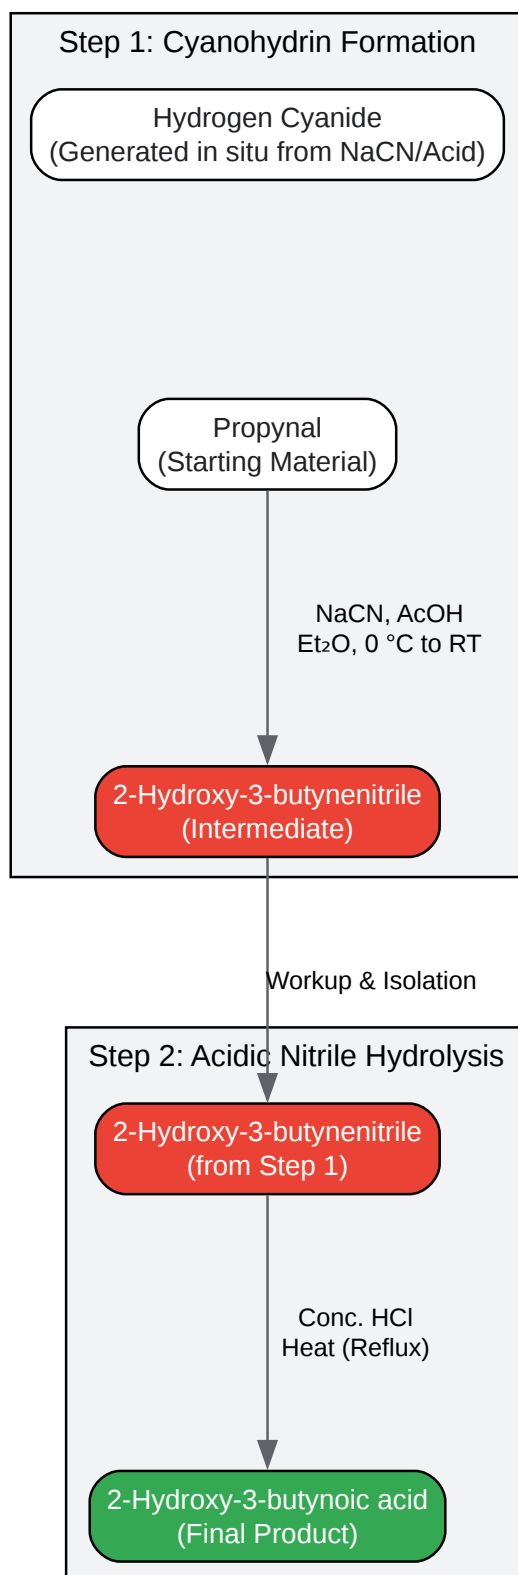 Step 1: Cyanohydrin Formation
Hydrogen Cyanide
(Generated in situ from NaCN/Acid)
Propynal
(Starting Material)
NaCN, AcOH
Et₂O, 0 °C to RT
2-Hydroxy-3-butynenitrile
(Intermediate)
Workup & Isolation
Step 2: Acidic Nitrile Hydrolysis
2-Hydroxy-3-butynenitrile
(from Step 1)
Conc. HCl
Heat (Reflux)
2-Hydroxy-3-butynoic acid
(Final Product)